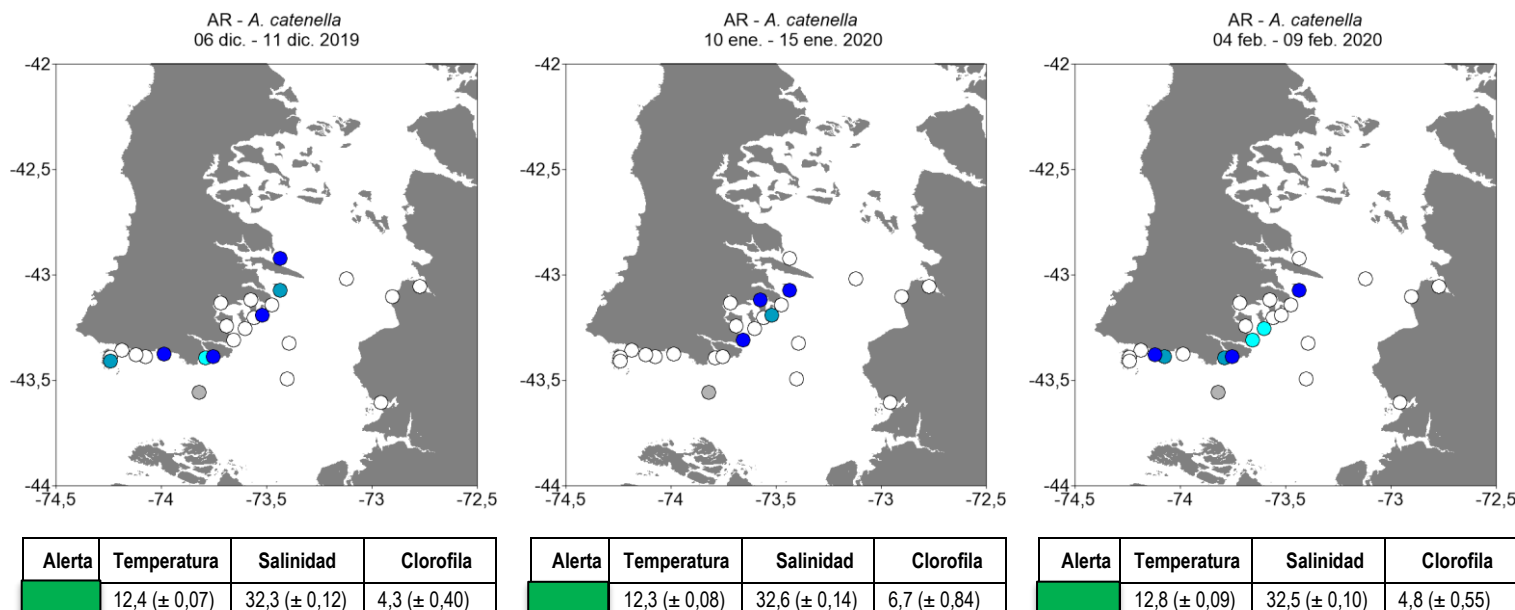 AR - A. catenella
06 dic. - 11 dic. 2019
-42
-42,5
-43
-43,5
-44
-74,5
-74
-73,5
-73
-72,5
Alerta Temperatura Salinidad Clorofila
12,4 (± 0,07) 32,3 (± 0,12) 4,3 (± 0,40)
AR - A. catenella
10 ene. - 15 ene. 2020
-42
-42,5
-43
-43,5
-44
-74,5
-74
-73,5
-73
-72,5
Alerta Temperatura Salinidad Clorofila
12,3 (± 0,08) 32,6 (± 0,14) 6,7 (± 0,84)
AR - A. catenella
04 feb. - 09 feb. 2020
-42
-42,5
-43
-43,5
-44
-74,5
-74
-73,5
-73
-72,5
Alerta Temperatura Salinidad Clorofila
12,8 (± 0,09) 32,5 (± 0,10) 4,8 (± 0,55)